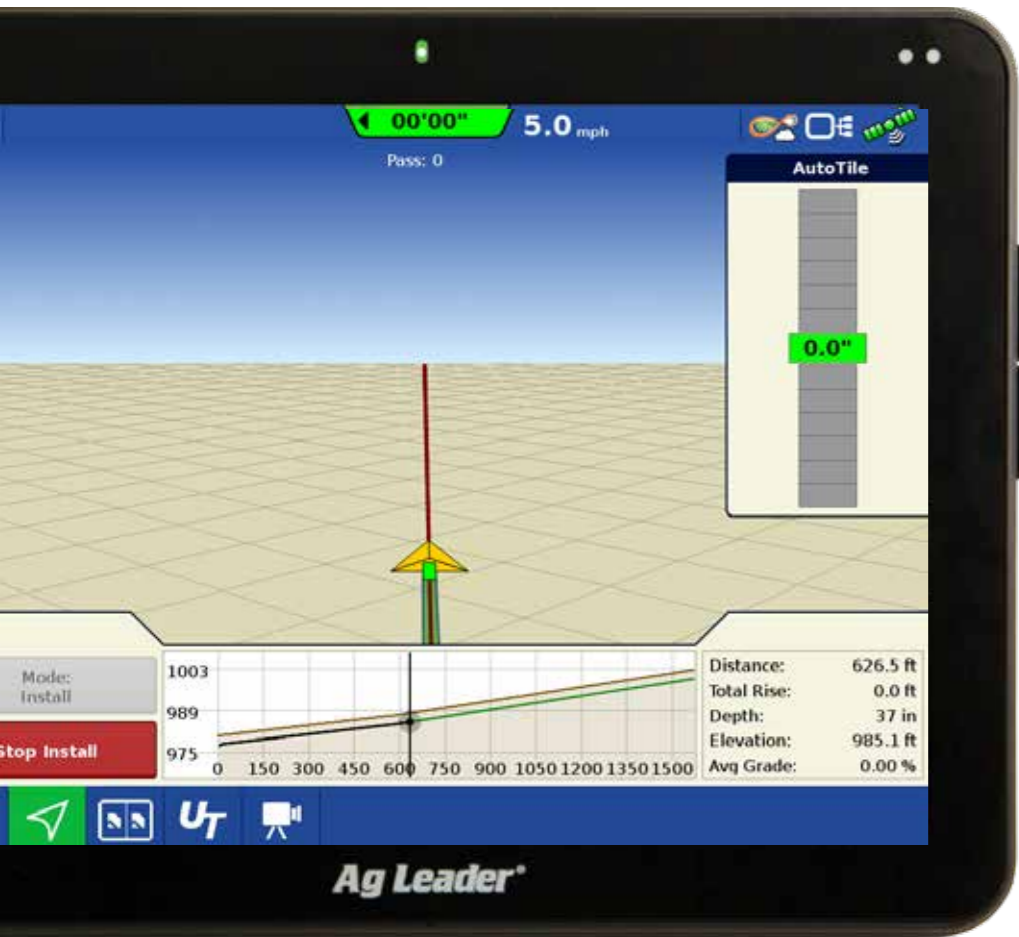 00'00"
5.0 mph
Pass: 0
AutoTile
0.0"
Mode:
Install
Stop Install
1003
989
975
0 150 300 450 600 750 900 1050 1200 1350 1500
Distance: 626.5 ft
Total Rise: 0.0 ft
Depth: 37 in
Elevation: 985.1 ft
Avg Grade: 0.00 %
UT
Ag Leader